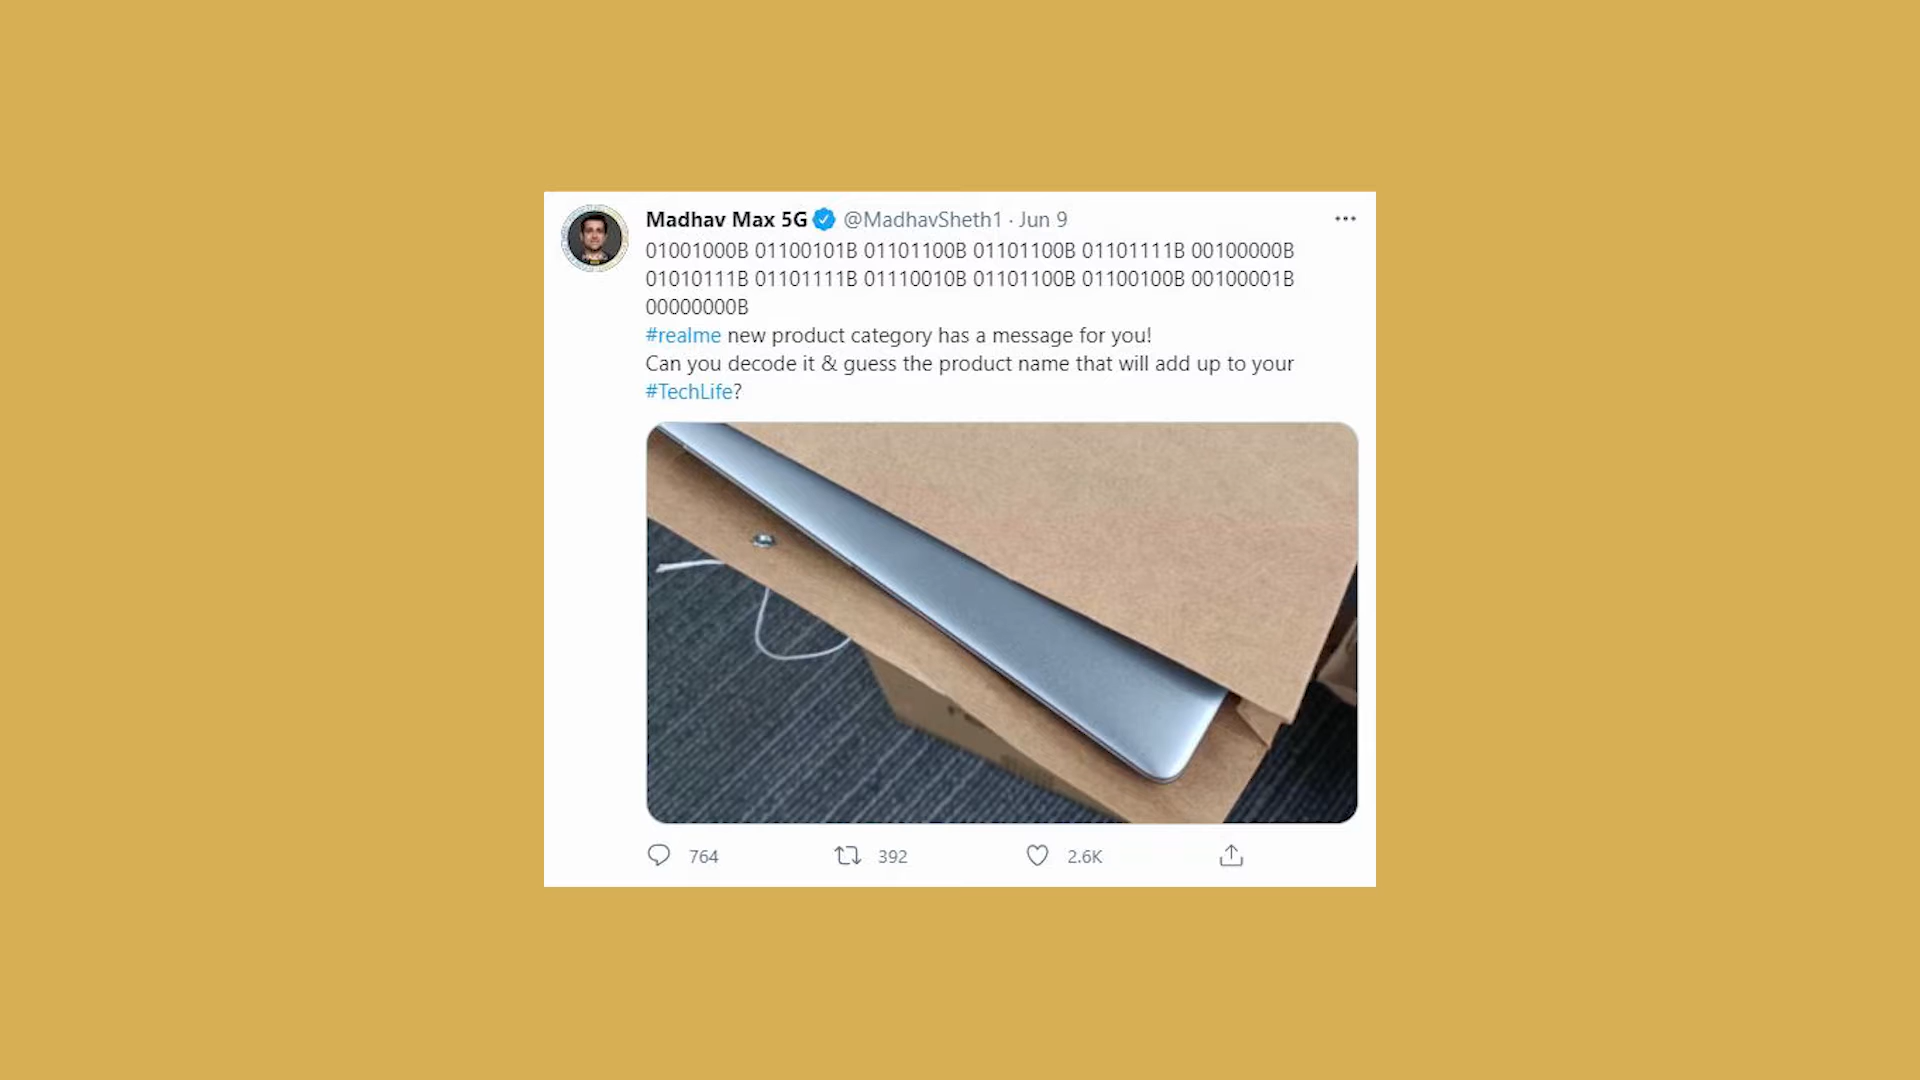 Madhav Max 5G @MadhavSheth1 · Jun 9
01001000B 01100101B 01101100B 01101100B 01101111B 00100000B
01010111B 01101111B 01110010B 01101100B 01100100B 00100001B
00000000B
#realme new product category has a message for you!
Can you decode it & guess the product name that will add up to your
#TechLife?
764 392 2.6K